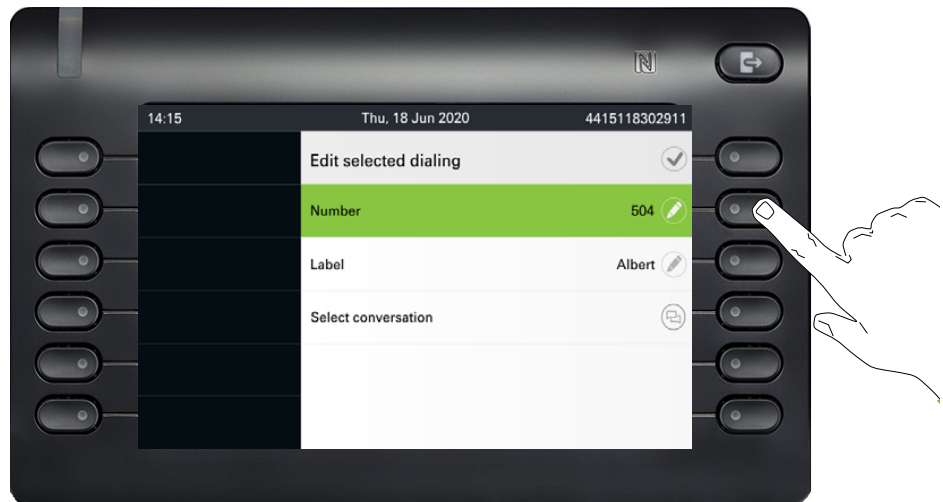 14:15 Thu, 18 Jun 2020 4415118302911
Edit selected dialing
Number 504
Label Albert
Select conversation